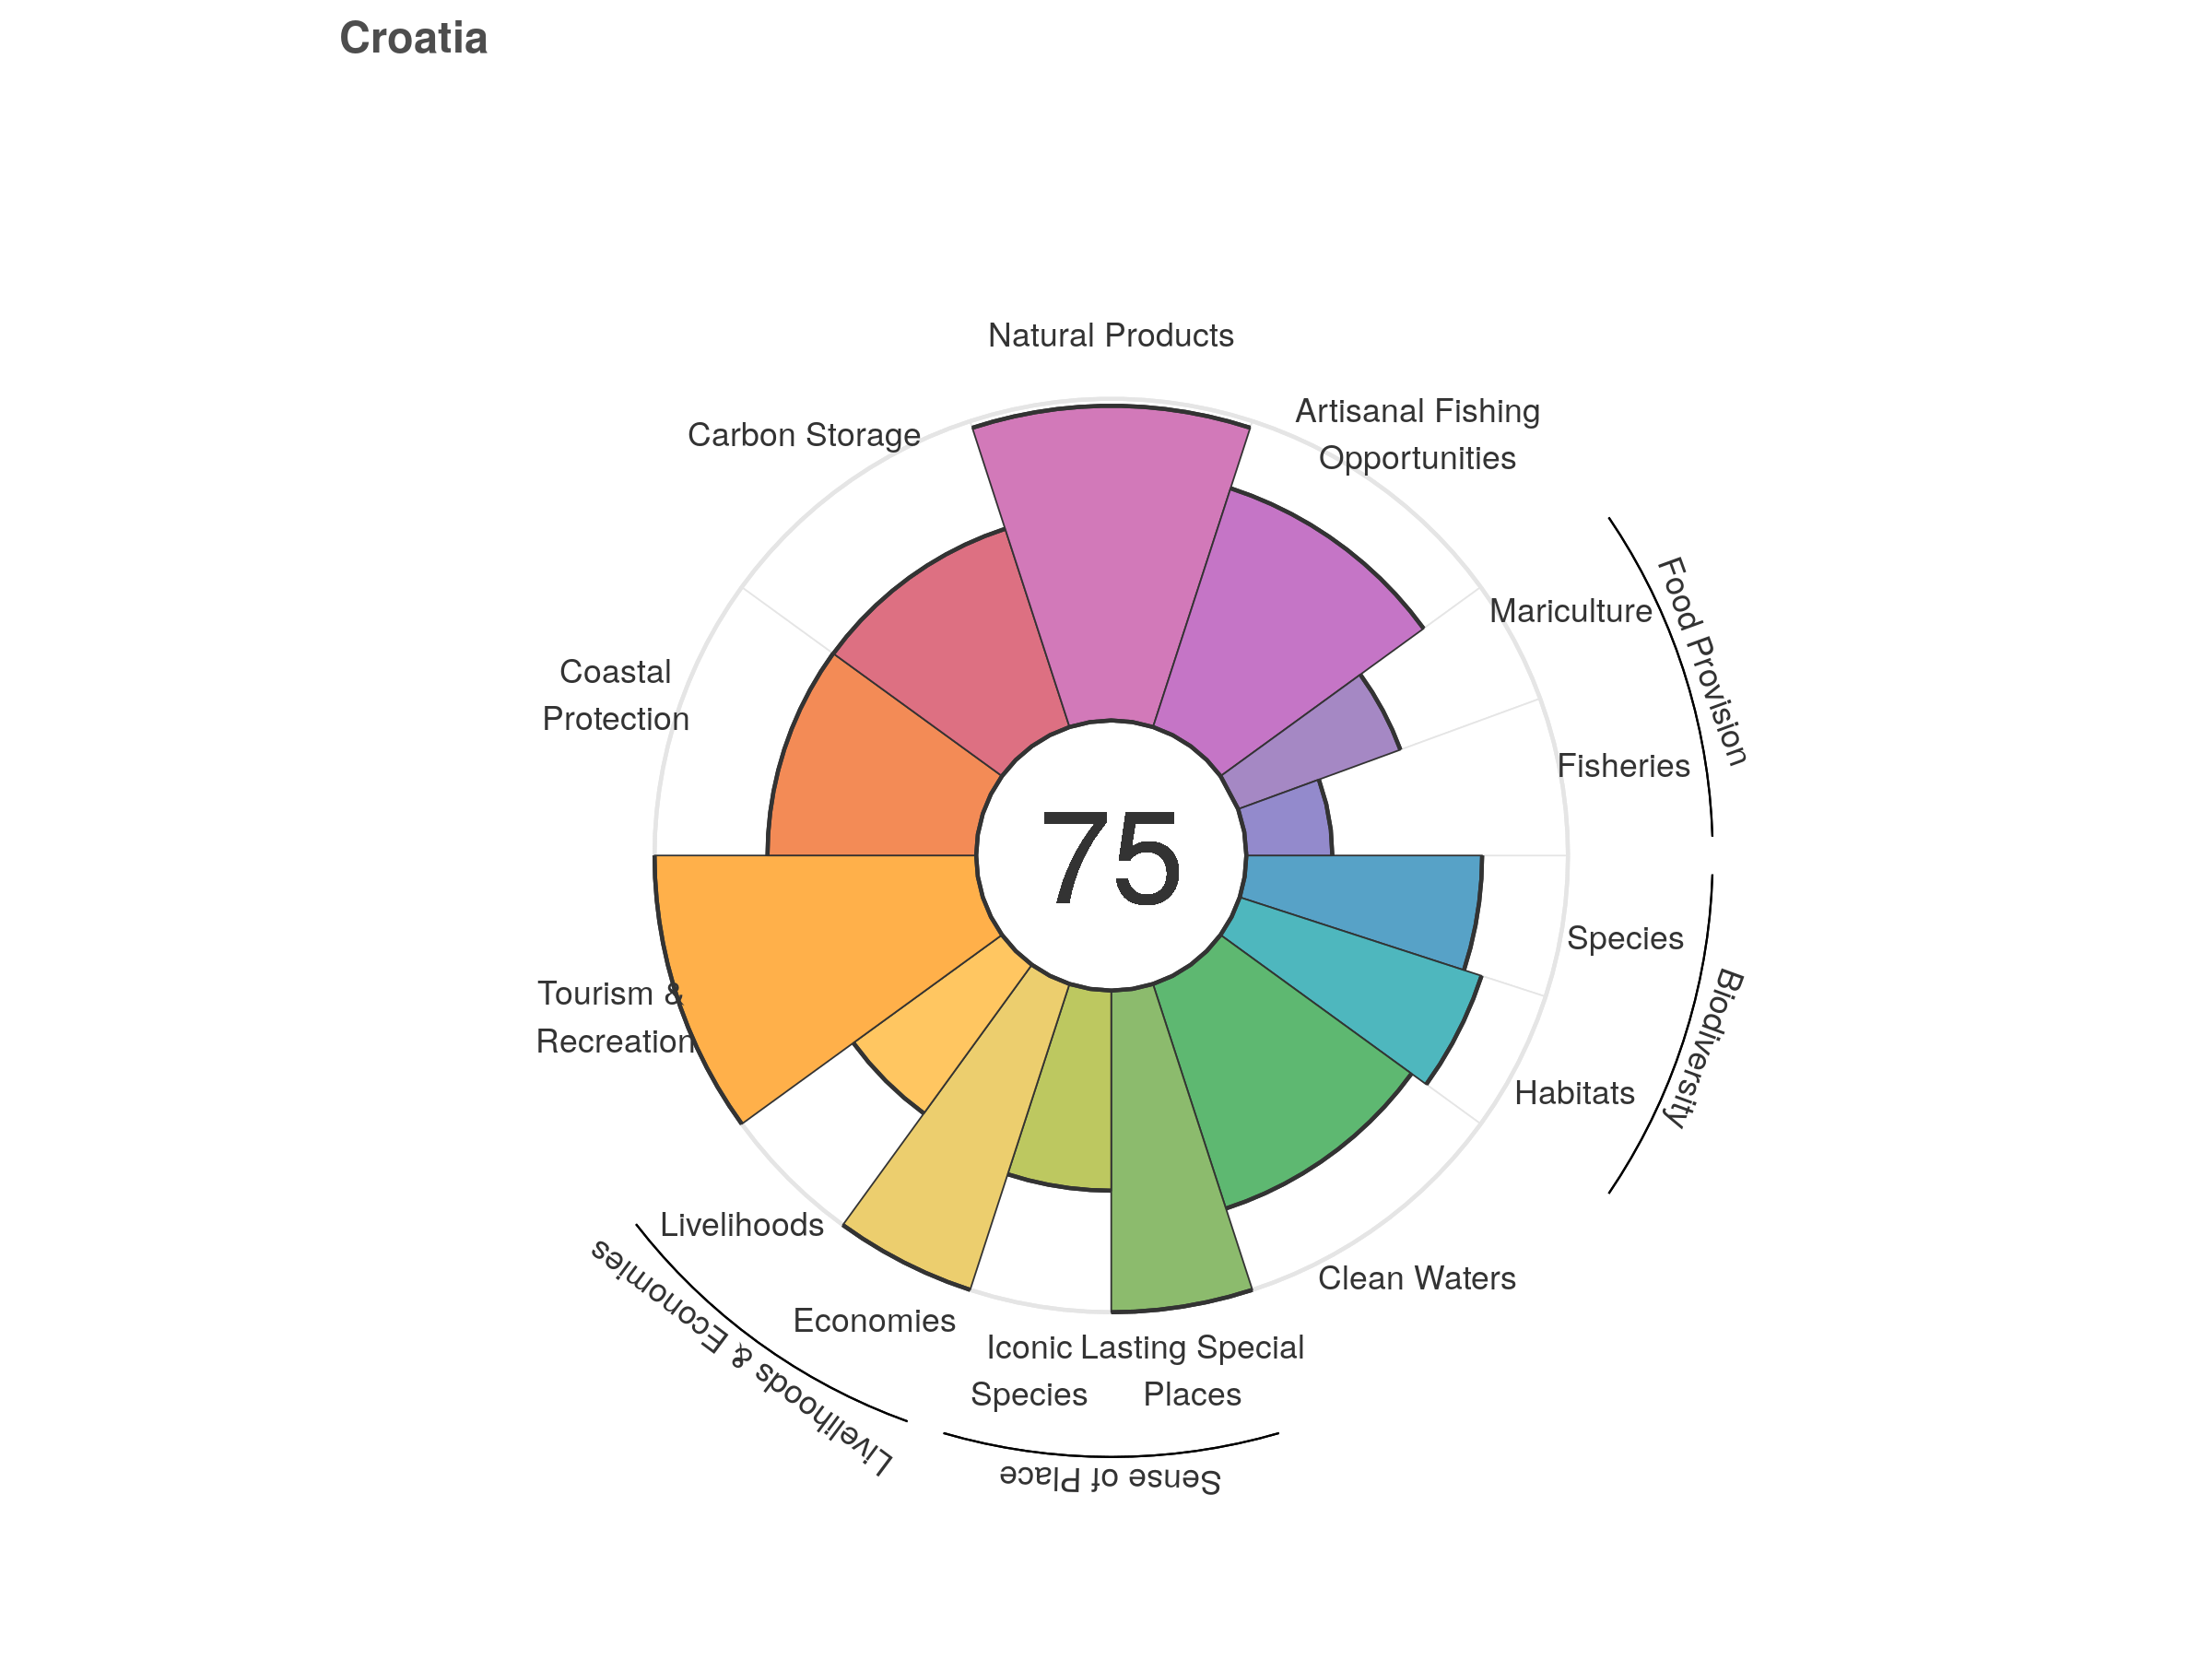 Croatia
Natural Products
Artisanal Fishing
Opportunities
Carbon Storage
Mariculture
Food Provision
Coastal
Protection
Fisheries
75
Species
Biodiversity
Tourism &
Recreation
Habitats
Livelihoods
Clean Waters
Economies
Livelihoods & Economies
Iconic
Species
Lasting Special
Places
Sense of Place